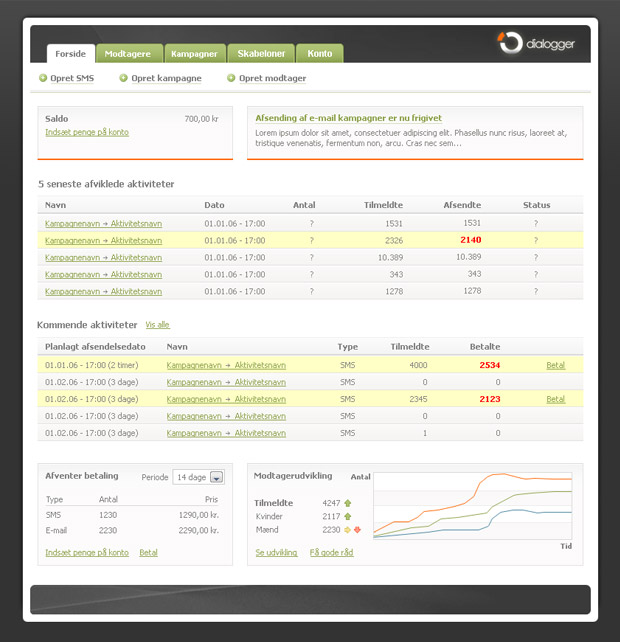 Forside Modtagere Kampagner Skabeloner Konto dialogger
Opret SMS Opret kampagne Opret modtager
Saldo 700,00 kr
Indsæt penge på konto
Afsending af e-mail kampagner er nu frigivet
Lorem ipsum dolor sit amet, consectetuer adipiscing elit. Phasellus nunc risus, laoreet at,
tristique venenatis, fermentum non, arcu. Cras nec sem...
5 seneste afviklede aktiviteter
Navn Dato Antal Tilmeldte Afsendte Status
Kampagnenavn → Aktivitetsnavn 01.01.06 - 17:00 ? 1531 1531 ?
Kampagnenavn → Aktivitetsnavn 01.01.06 - 17:00 ? 2326 2140 ?
Kampagnenavn → Aktivitetsnavn 01.01.06 - 17:00 ? 10.389 10.389 ?
Kampagnenavn → Aktivitetsnavn 01.01.06 - 17:00 ? 343 343 ?
Kampagnenavn → Aktivitetsnavn 01.01.06 - 17:00 ? 1278 1278 ?
Kommende aktiviteter Vis alle
Planlagt afsendelsedato Navn Type Tilmeldte Betalte
01.01.06 - 17:00 (2 timer) Kampagnenavn → Aktivitetsnavn SMS 4000 2534 Betal
01.02.06 - 17:00 (3 dage) Kampagnenavn → Aktivitetsnavn SMS 0 0
01.02.06 - 17:00 (3 dage) Kampagnenavn → Aktivitetsnavn SMS 2345 2123 Betal
01.02.06 - 17:00 (3 dage) Kampagnenavn → Aktivitetsnavn SMS 0 0
01.02.06 - 17:00 (3 dage) Kampagnenavn → Aktivitetsnavn SMS 1 0
Afventer betaling Periode 14 dage
Type Antal Pris
SMS 1230 1290,00 kr.
E-mail 2230 2290,00 kr.
Indsæt penge på konto Betal
Modtagerudvikling Antal
Tilmeldte 4247
Kvinder 2117
Mænd 2230
Tid
Se udvikling Få gode råd